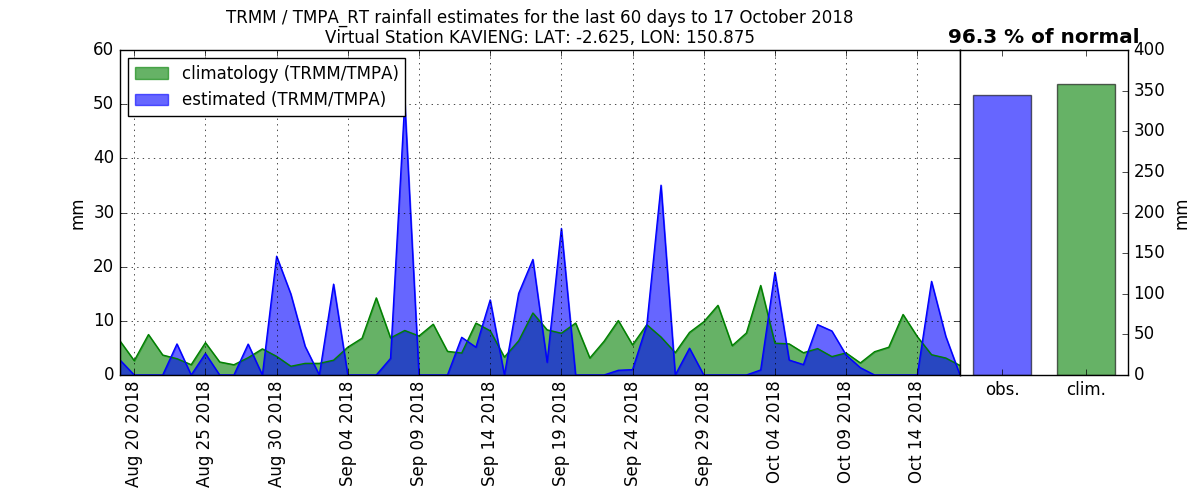 TRMM / TMPA_RT rainfall estimates for the last 60 days to 17 October 2018
Virtual Station KAVIENG: LAT: -2.625, LON: 150.875
96.3 % of normal
climatology (TRMM/TMPA)
estimated (TRMM/TMPA)
60
50
40
30
20
10
0
mm
400
350
300
250
200
150
100
50
0
mm
Aug 20 2018
Aug 25 2018
Aug 30 2018
Sep 04 2018
Sep 09 2018
Sep 14 2018
Sep 19 2018
Sep 24 2018
Sep 29 2018
Oct 04 2018
Oct 09 2018
Oct 14 2018
obs.
clim.